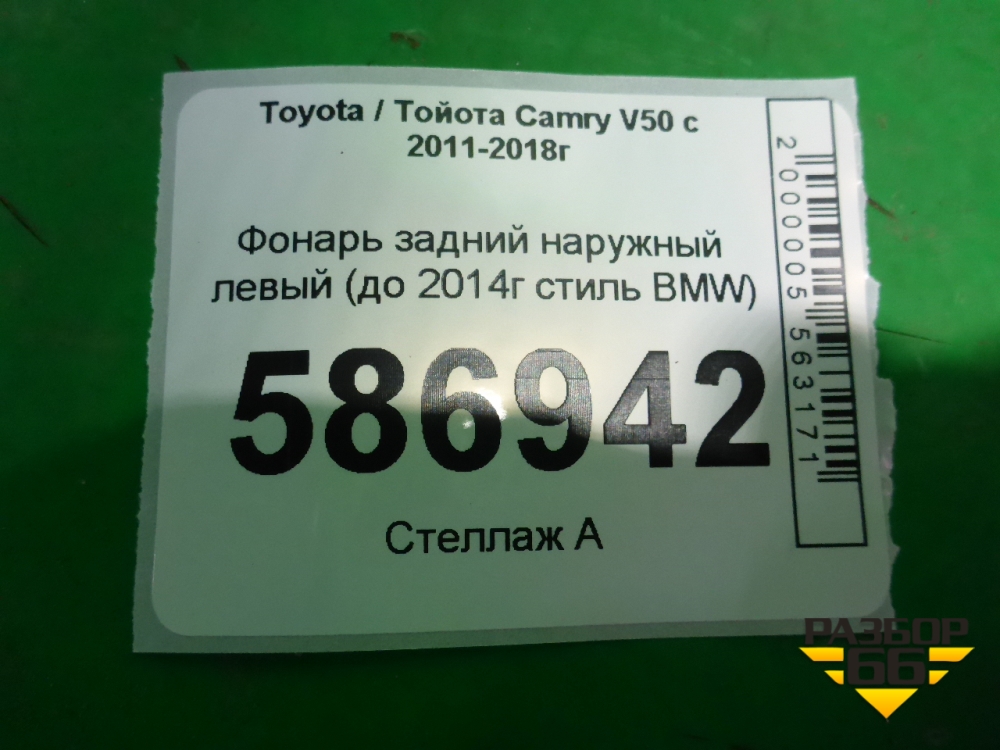 Toyota / Тойота Camry V50 с
2011-2018г
Фонарь задний наружный
левый (до 2014г стиль BMW)
586942
Стеллаж А
2000005563171
РАЗБОР
66